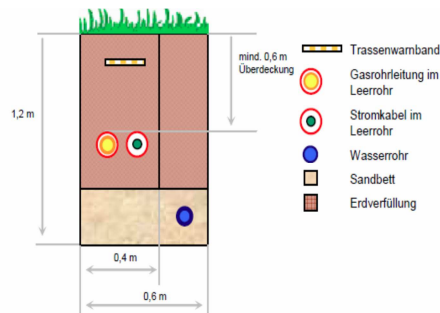 mind. 0,6 m
Überdeckung
1,2 m
0,4 m
0,6 m
Trassenwarnband
Gasrohrleitung im
Leerrohr
Stromkabel im
Leerrohr
Wasserrohr
Sandbett
Erdverfüllung